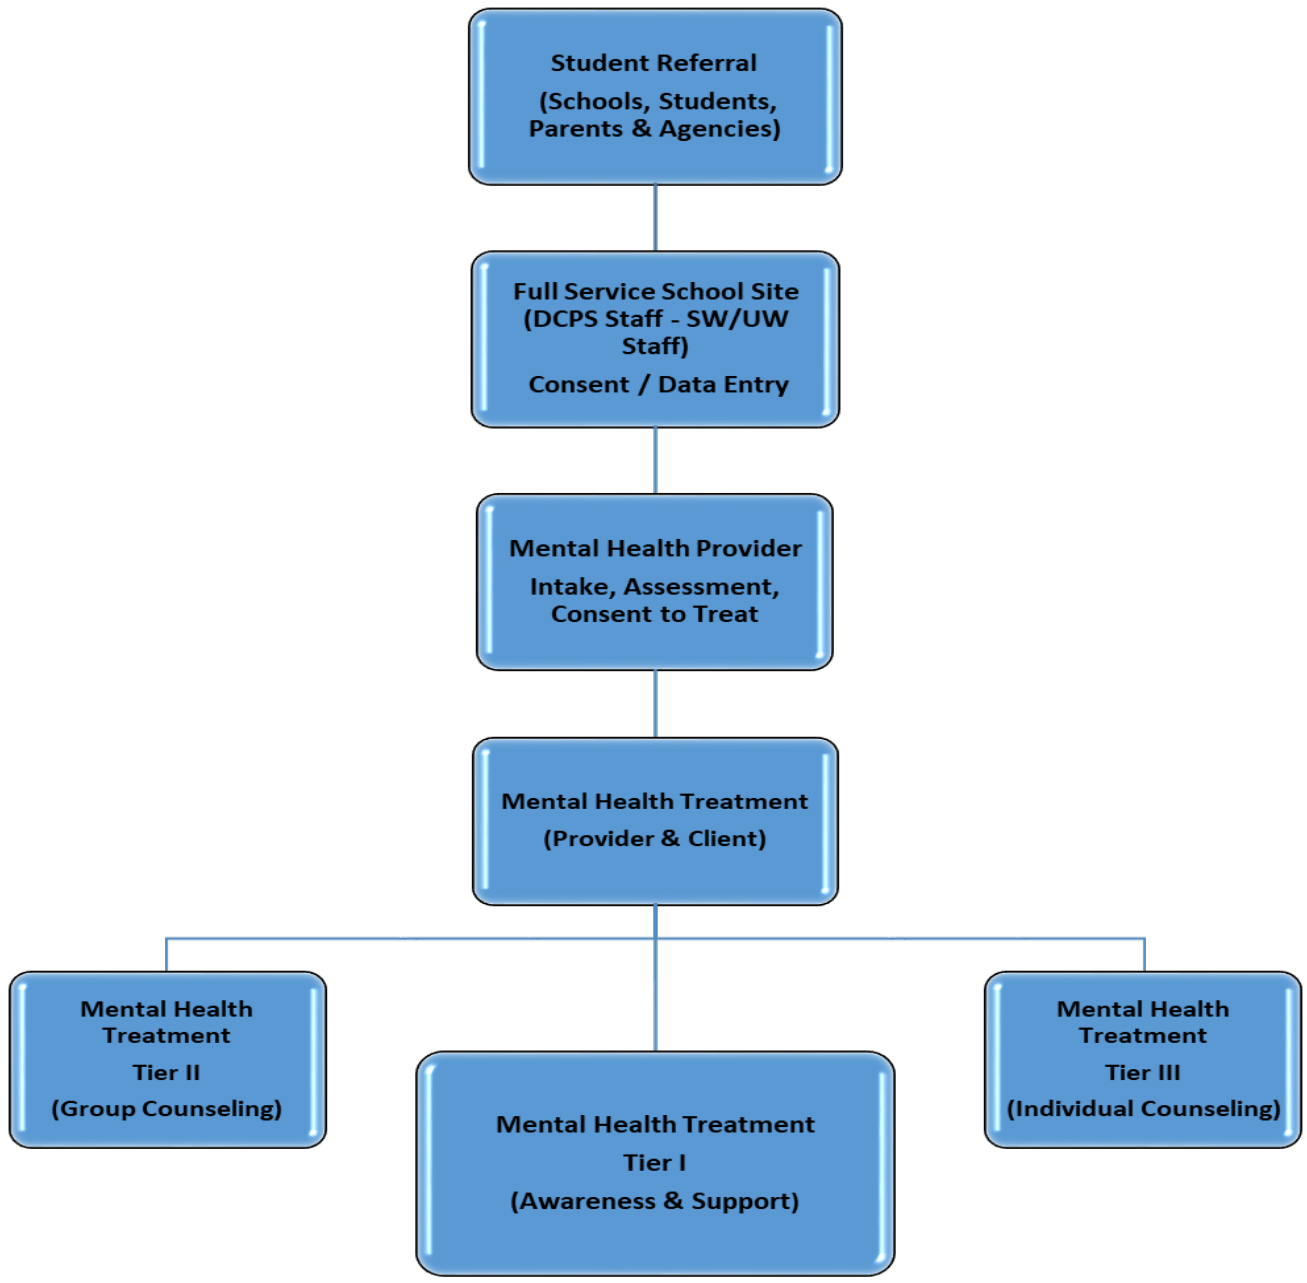 Student Referral
(Schools, Students,
Parents & Agencies)
Full Service School Site
(DCPS Staff - SW/UW
Staff)
Consent / Data Entry
Mental Health Provider
Intake, Assessment,
Consent to Treat
Mental Health Treatment
(Provider & Client)
Mental Health
Treatment
Tier II
(Group Counseling)
Mental Health Treatment
Tier I
(Awareness & Support)
Mental Health
Treatment
Tier III
(Individual Counseling)